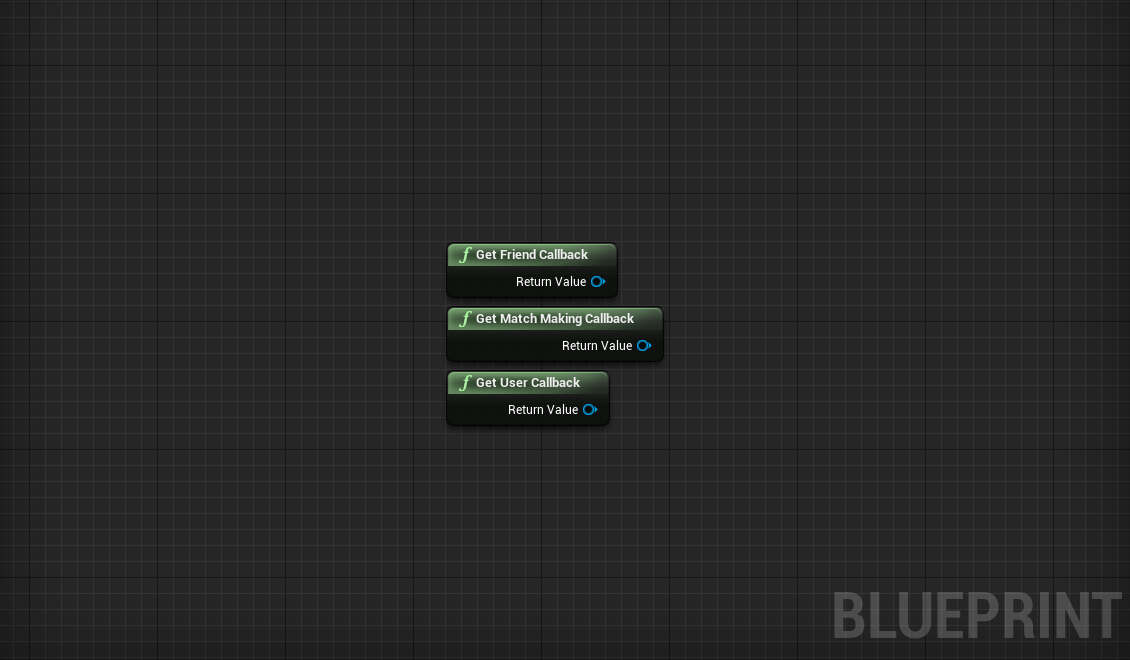 f Get Friend Callback
Return Value
f Get Match Making Callback
Return Value
f Get User Callback
Return Value
BLUEPRINT